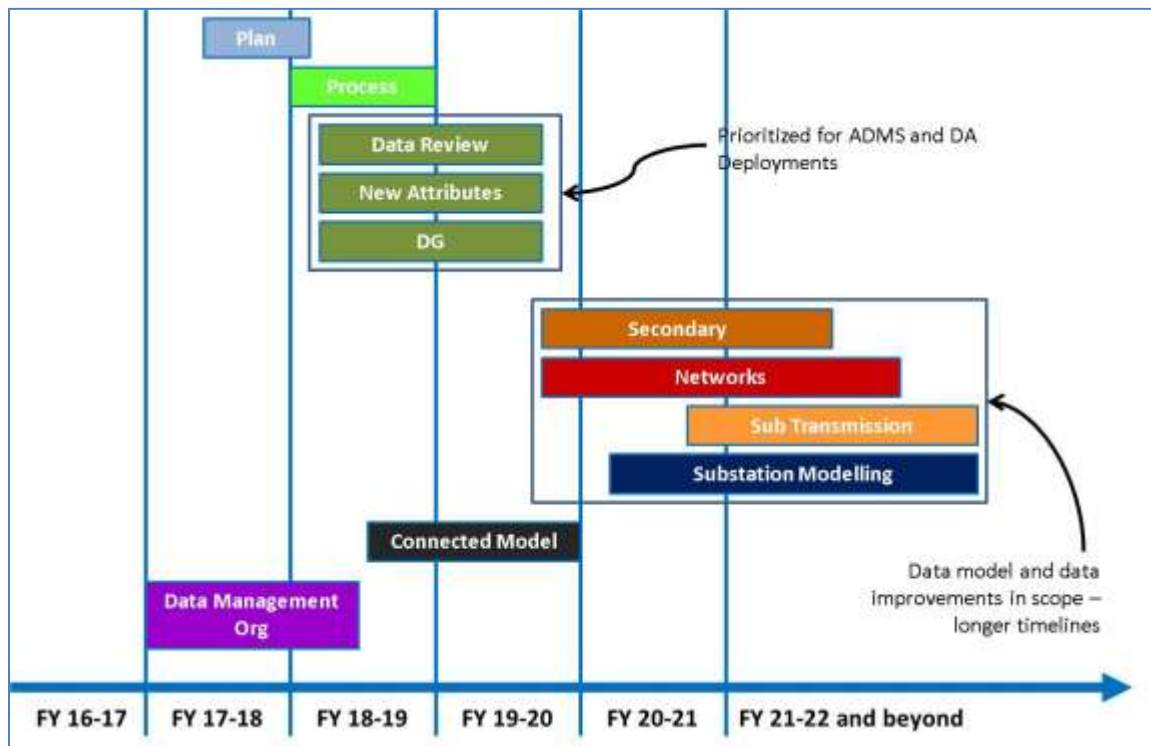 Plan
Process
Data Review
New Attributes
DG
Prioritized for ADMS and DA
Deployments
Secondary
Networks
Sub Transmission
Substation Modelling
Connected Model
Data Management
Org
Data model and data
improvements in scope –
longer timelines
FY 16-17
FY 17-18
FY 18-19
FY 19-20
FY 20-21
FY 21-22 and beyond